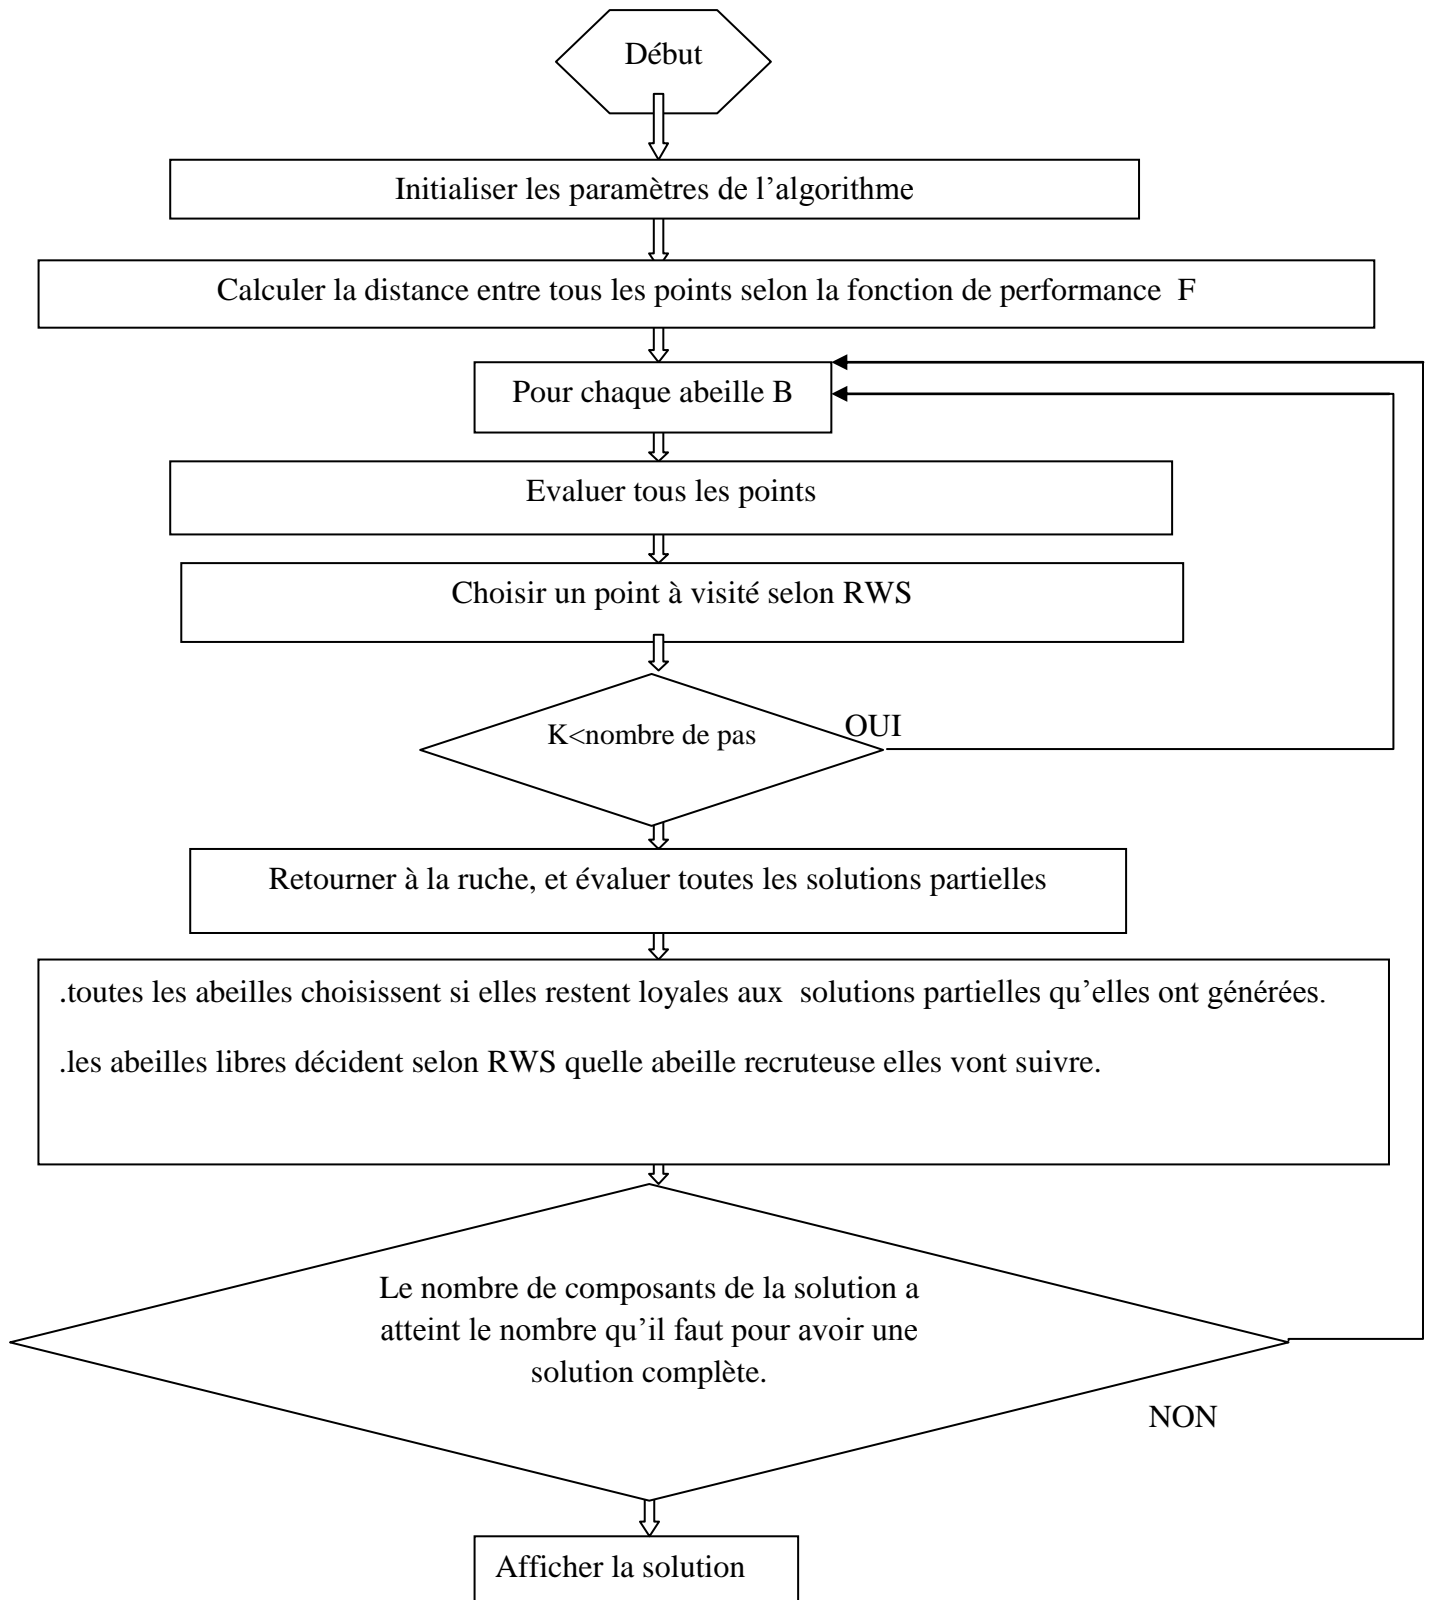 Début
Initialiser les paramètres de l’algorithme
Calculer la distance entre tous les points selon la fonction de performance  F
Pour chaque abeille B
Evaluer tous les points
Choisir un point à visité selon RWS
K<nombre de pas
OUI
Retourner à la ruche, et évaluer toutes les solutions partielles
.toutes les abeilles choisissent si elles restent loyales aux  solutions partielles qu’elles ont générées.
.les abeilles libres décident selon RWS quelle abeille recruteuse elles vont suivre.
Le nombre de composants de la solution a
atteint le nombre qu’il faut pour avoir une
solution complète.
NON
Afficher la solution